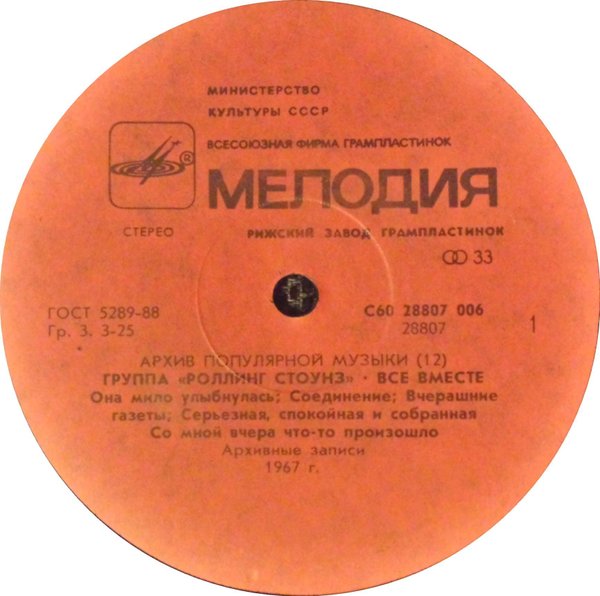 МИНИСТЕРСТВО
КУЛЬТУРЫ СССР
ВСЕСОЮЗНАЯ ФИРМА ГРАМПЛАСТИНОК
®
МЕЛОДИЯ
СТЕРЕО
РИЖСКИЙ ЗАВОД ГРАМПЛАСТИНОК
33
ГОСТ 5289-88
Гр. 3. 3-25
С60 28807 006
28807
1
АРХИВ ПОПУЛЯРНОЙ МУЗЫКИ (12)
ГРУППА «РОЛЛИНГ СТОУНЗ» · ВСЕ ВМЕСТЕ
Она мило улыбнулась; Соединение; Вчерашние
газеты; Серьезная, спокойная и собранная
Со мной вчера что-то произошло
Архивные записи
1967 г.